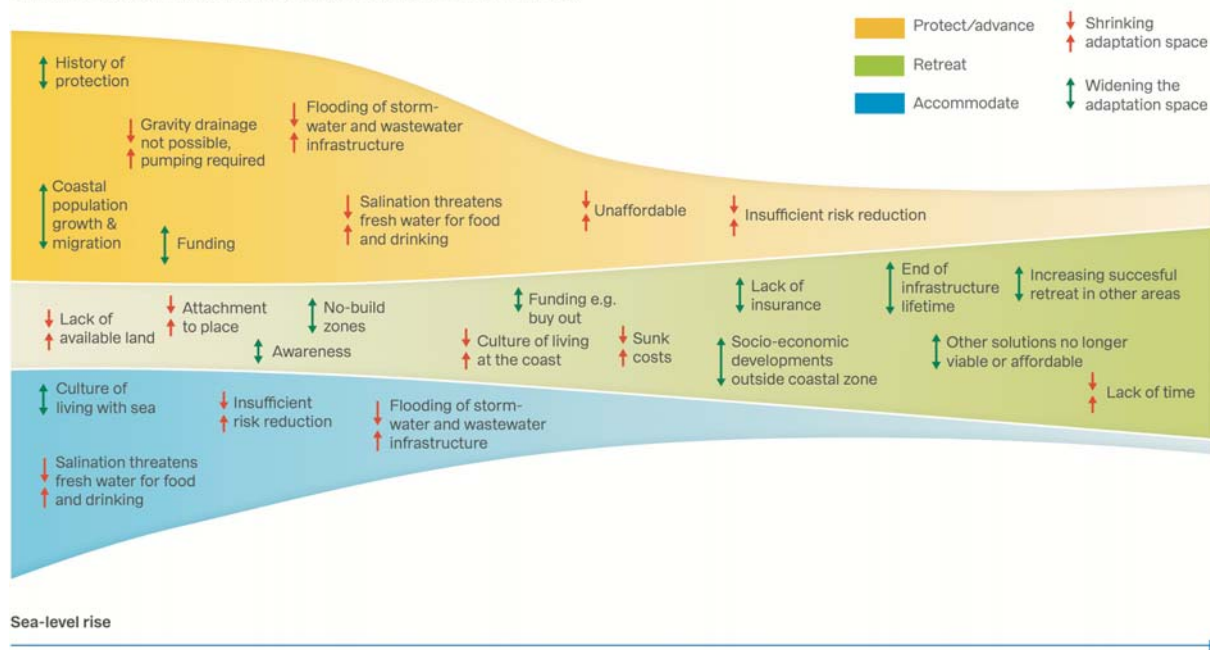 Protect/advance
Retreat
Accommodate
Shrinking
adaptation space
Widening the
adaptation space
History of
protection
Gravity drainage
not possible,
pumping required
Flooding of storm-
water and wastewater
infrastructure
Coastal
population
growth &
migration
Funding
Salination threatens
fresh water for food
and drinking
Unaffordable
Insufficient risk reduction
Lack of
available land
Attachment
to place
No-build
zones
Awareness
Funding e.g.
buy out
Culture of living
at the coast
Sunk
costs
Lack of
insurance
Socio-economic
developments
outside coastal zone
End of
infrastructure
lifetime
Increasing succesful
retreat in other areas
Other solutions no longer
viable or affordable
Lack of time
Culture of
living with sea
Insufficient
risk reduction
Flooding of storm-
water and wastewater
infrastructure
Salination threatens
fresh water for food
and drinking
Sea-level rise